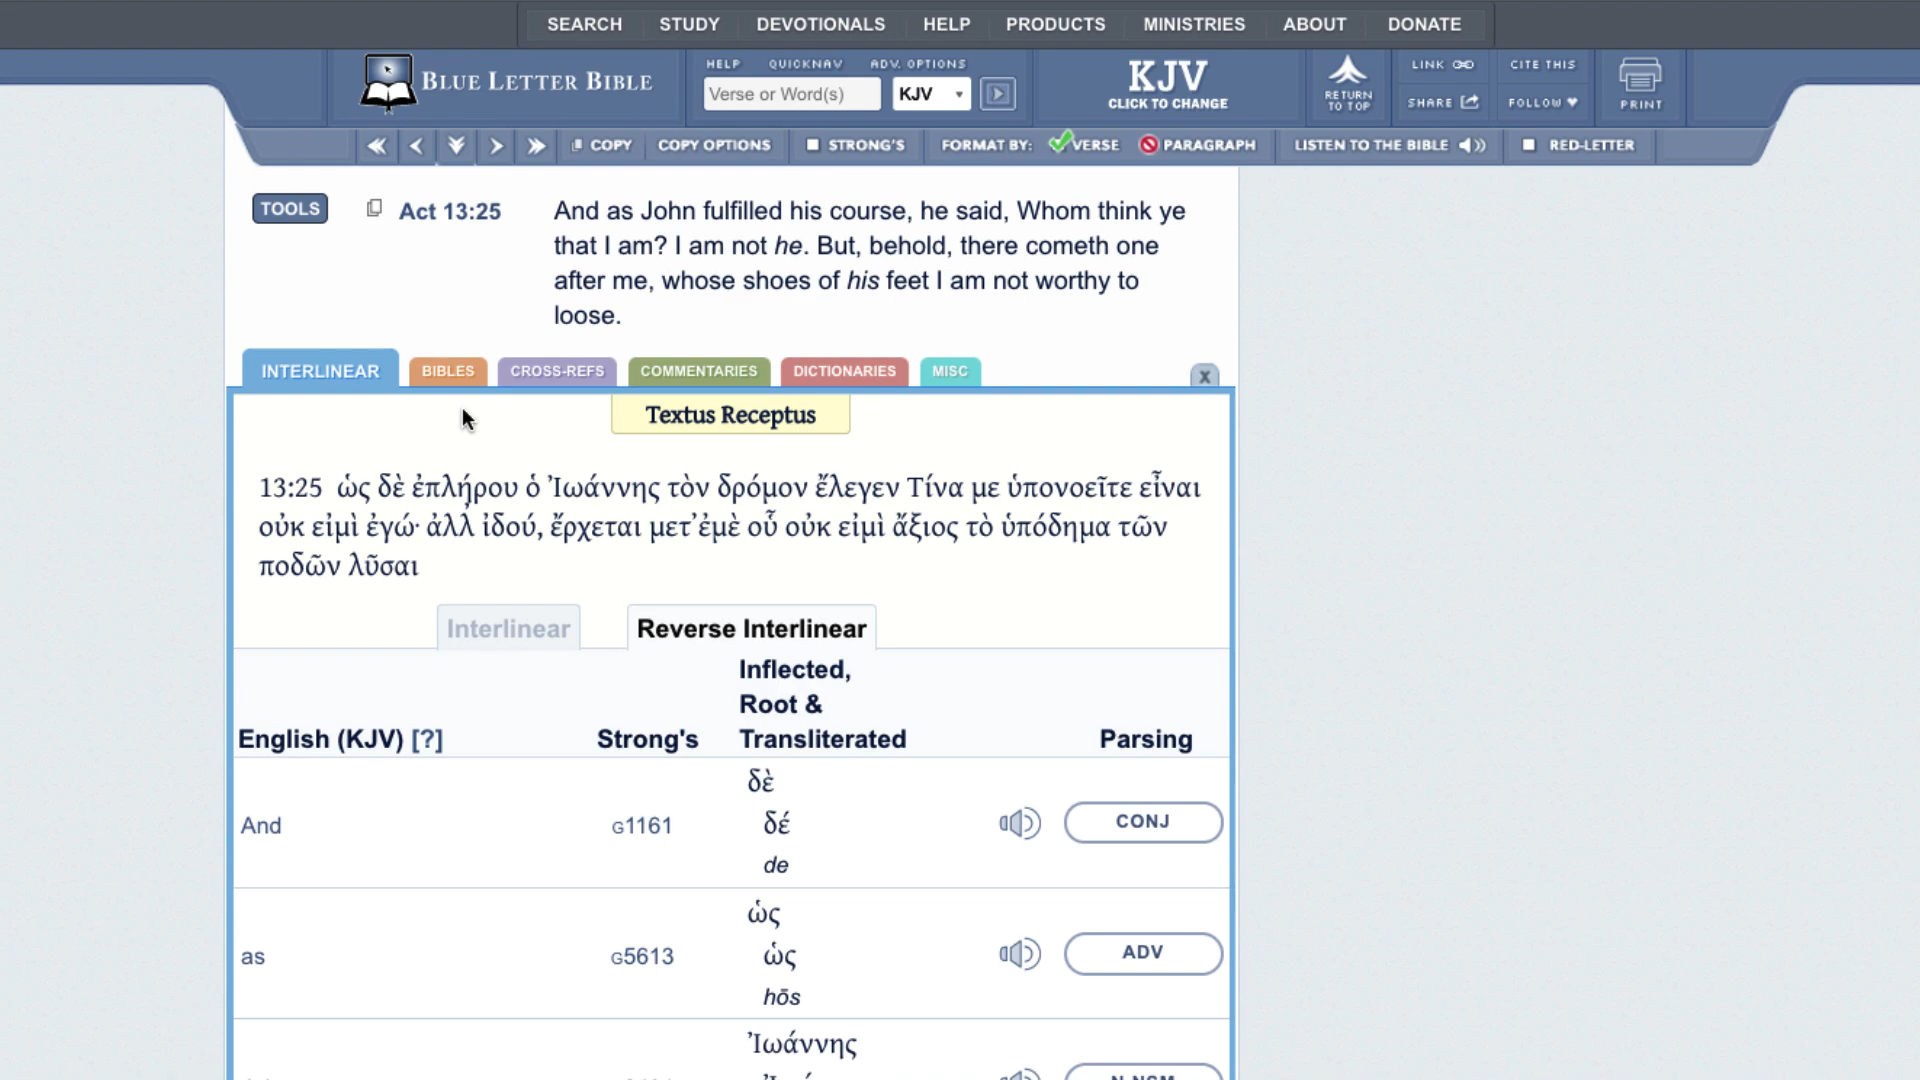 SEARCH STUDY DEVOTIONALS HELP PRODUCTS MINISTRIES ABOUT DONATE
BLUE LETTER BIBLE
HELP QUICKNAV ADV. OPTIONS
Verse or Word(s) KJV
KJV
CLICK TO CHANGE
RETURN
TO TOP
LINK
SHARE
CITE THIS
FOLLOW
PRINT
COPY COPY OPTIONS STRONG'S FORMAT BY: VERSE PARAGRAPH LISTEN TO THE BIBLE RED-LETTER
TOOLS Act 13:25 And as John fulfilled his course, he said, Whom think ye
that I am? I am not he. But, behold, there cometh one
after me, whose shoes of his feet I am not worthy to
loose.
INTERLINEAR BIBLES CROSS-REFS COMMENTARIES DICTIONARIES MISC X
Textus Receptus
13:25 ὡς δὲ ἐπλήρου ὁ Ἰωάννης τὸν δρόμον ἔλεγεν Τίνα με ὑπονοεῖτε εἶναι
οὐκ εἰμὶ ἐγώ· ἀλλ̓ ἰδού, ἔρχεται μετ̓ ἐμὲ οὗ οὐκ εἰμὶ ἄξιος τὸ ὑπόδημα τῶν
ποδῶν λῦσαι
Interlinear Reverse Interlinear
English (KJV) [?] Strong's
Inflected,
Root &
Transliterated
Parsing
δὲ
And G1161 δέ CONJ
de
ὡς
as G5613 ὡς ADV
hōs
Ἰωάννης
N-NSM